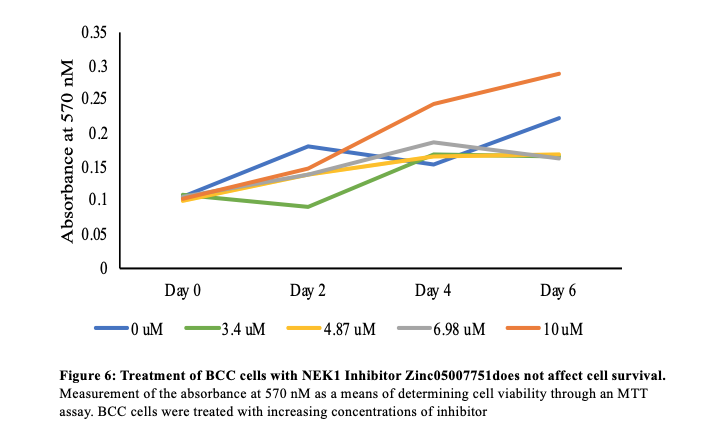 0.35
0.3
0.25
0.2
0.15
0.1
0.05
0
Absorbance at 570 nM
Day 0 Day 2 Day 4 Day 6
0 uM 3.4 uM 4.87 uM 6.98 uM 10 uM
Figure 6: Treatment of BCC cells with NEK1 Inhibitor Zinc05007751does not affect cell survival.
Measurement of the absorbance at 570 nM as a means of determining cell viability through an MTT
assay. BCC cells were treated with increasing concentrations of inhibitor